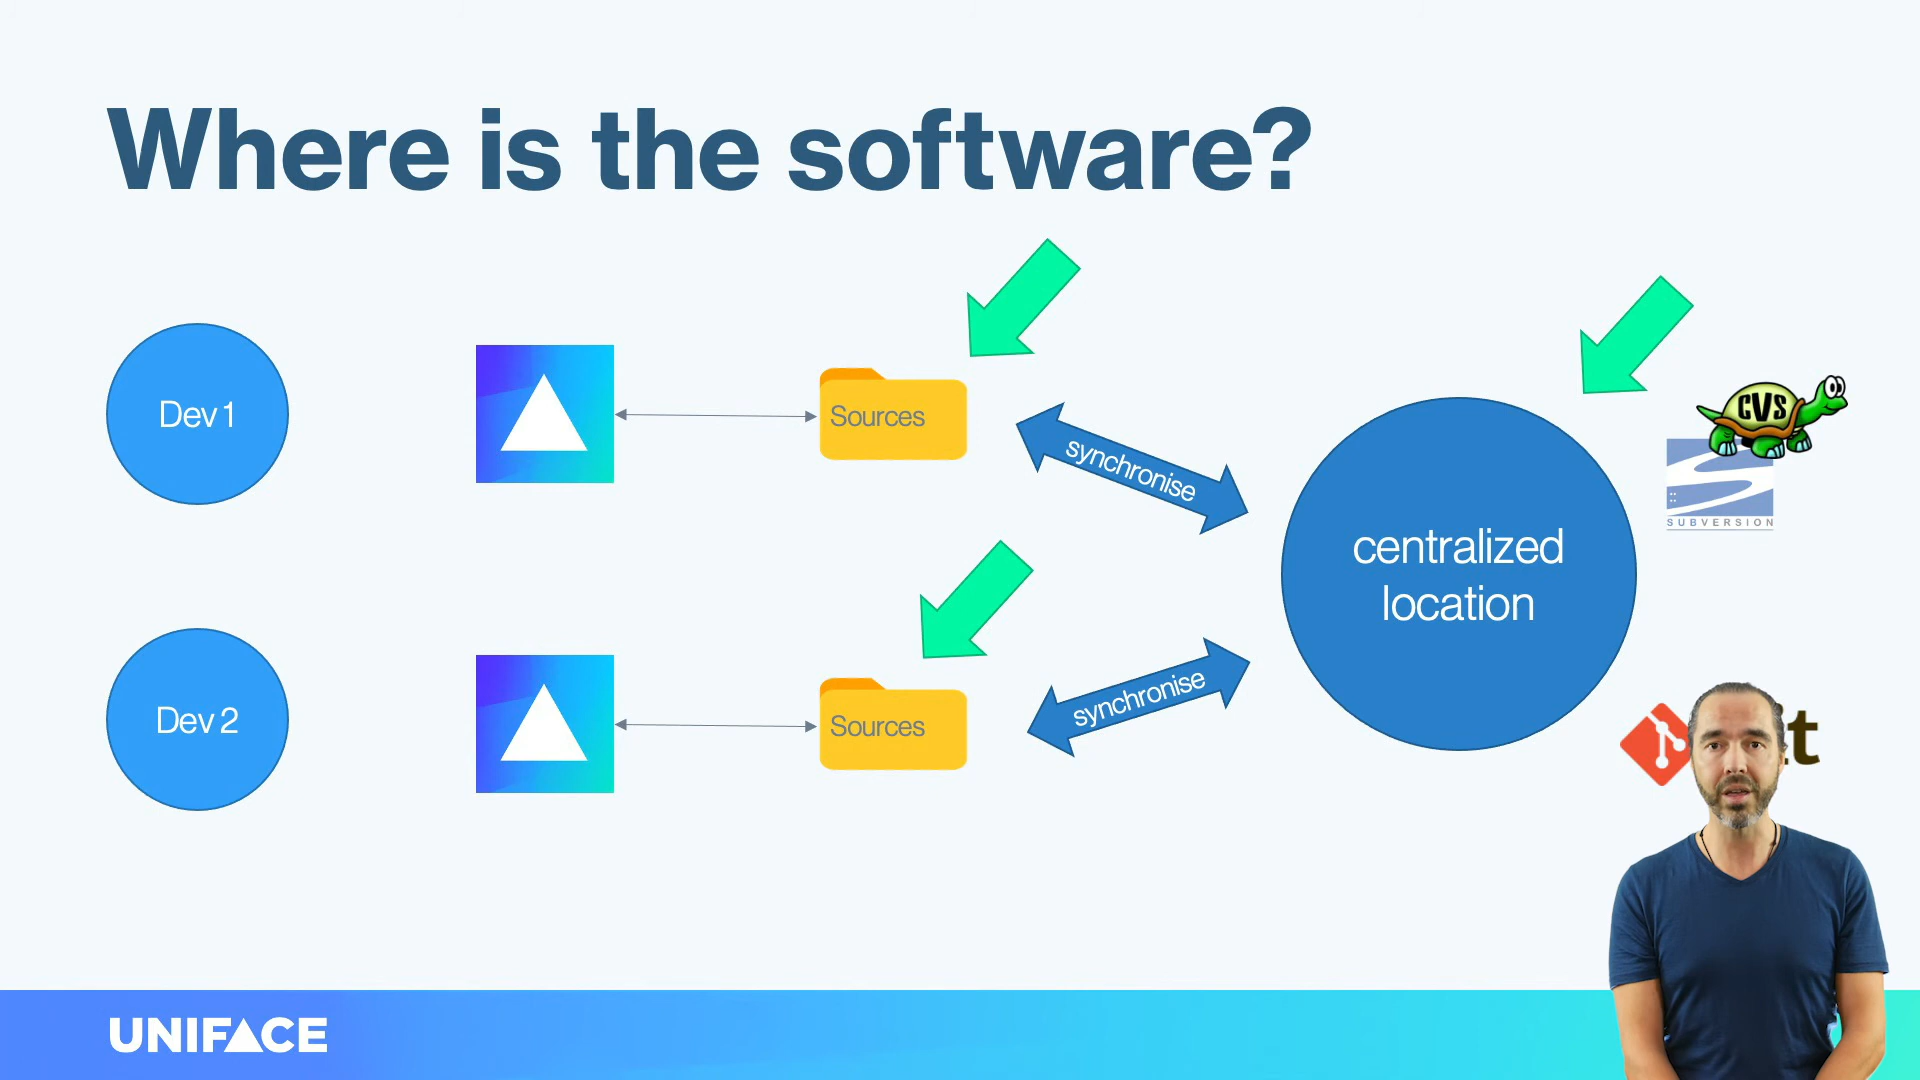 Where is the software?
Dev 1
Sources
synchronise
CVS
SUBVERSION
centralized
location
Dev 2
Sources
synchronise
UNIFACE